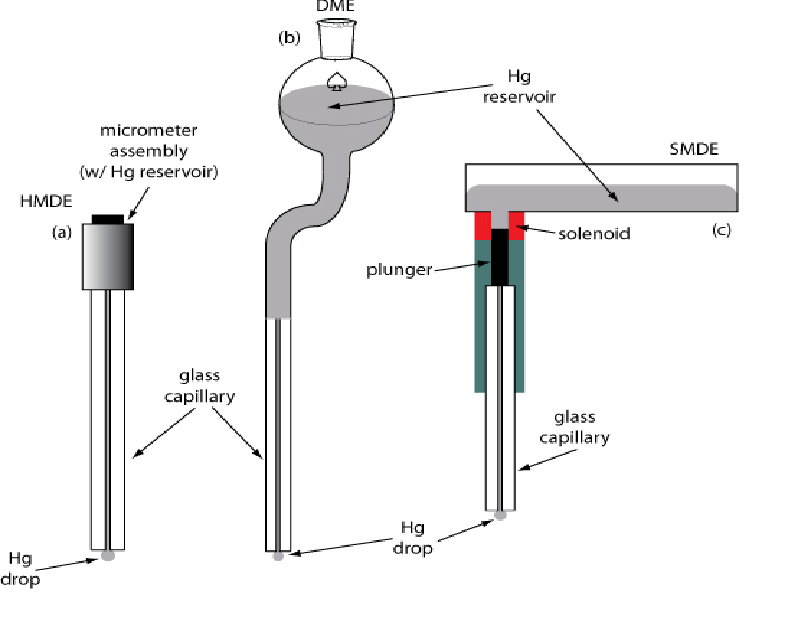 DME
(b)
Hg
reservoir
micrometer
assembly
(w/ Hg reservoir)
SMDE
HMDE
(a)
(c)
solenoid
plunger
glass
capillary
glass
capillary
Hg
drop
Hg
drop